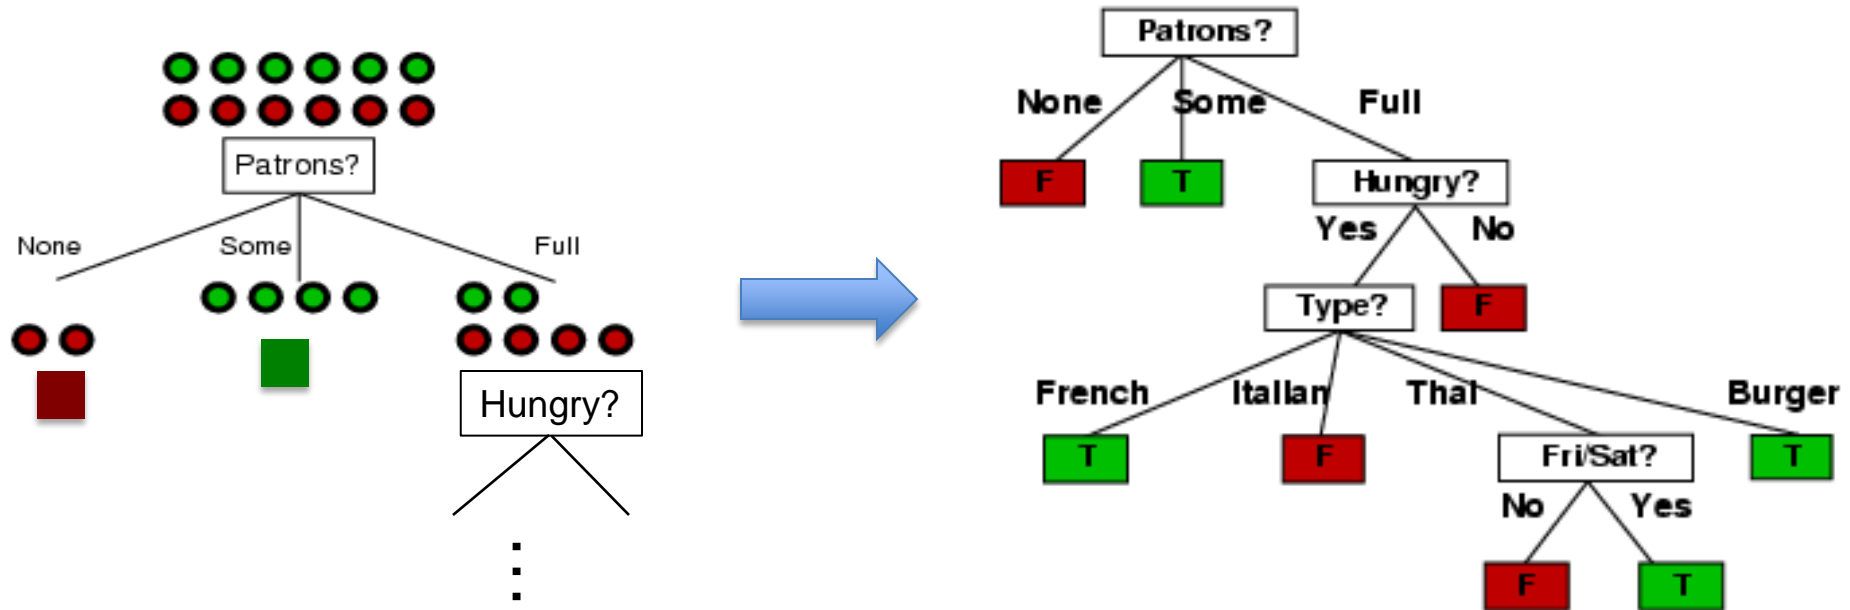 Patrons?
None
Some
Full
Hungry?
Patrons?
None
Some
Full
F
T
Hungry?
Yes
No
Type?
F
French
Italian
Thai
Burger
T
F
Fri/Sat?
T
No
Yes
F
T